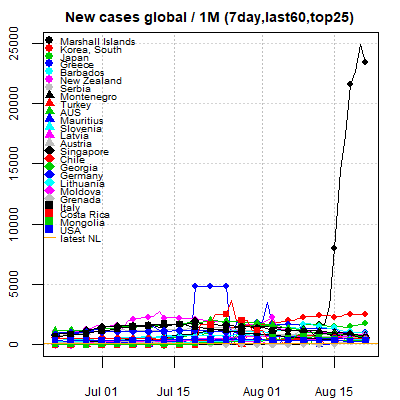 New cases global / 1M (7day,last60,top25)
25000
20000
15000
10000
5000
0
Marshall Islands
Korea, South
Japan
Greece
Barbados
New Zealand
Serbia
Montenegro
Turkey
AUS
Mauritius
Slovenia
Latvia
Austria
Singapore
Chile
Georgia
Germany
Lithuania
Moldova
Grenada
Italy
Costa Rica
Mongolia
USA
latest NL
Jul 01
Jul 15
Aug 01
Aug 15